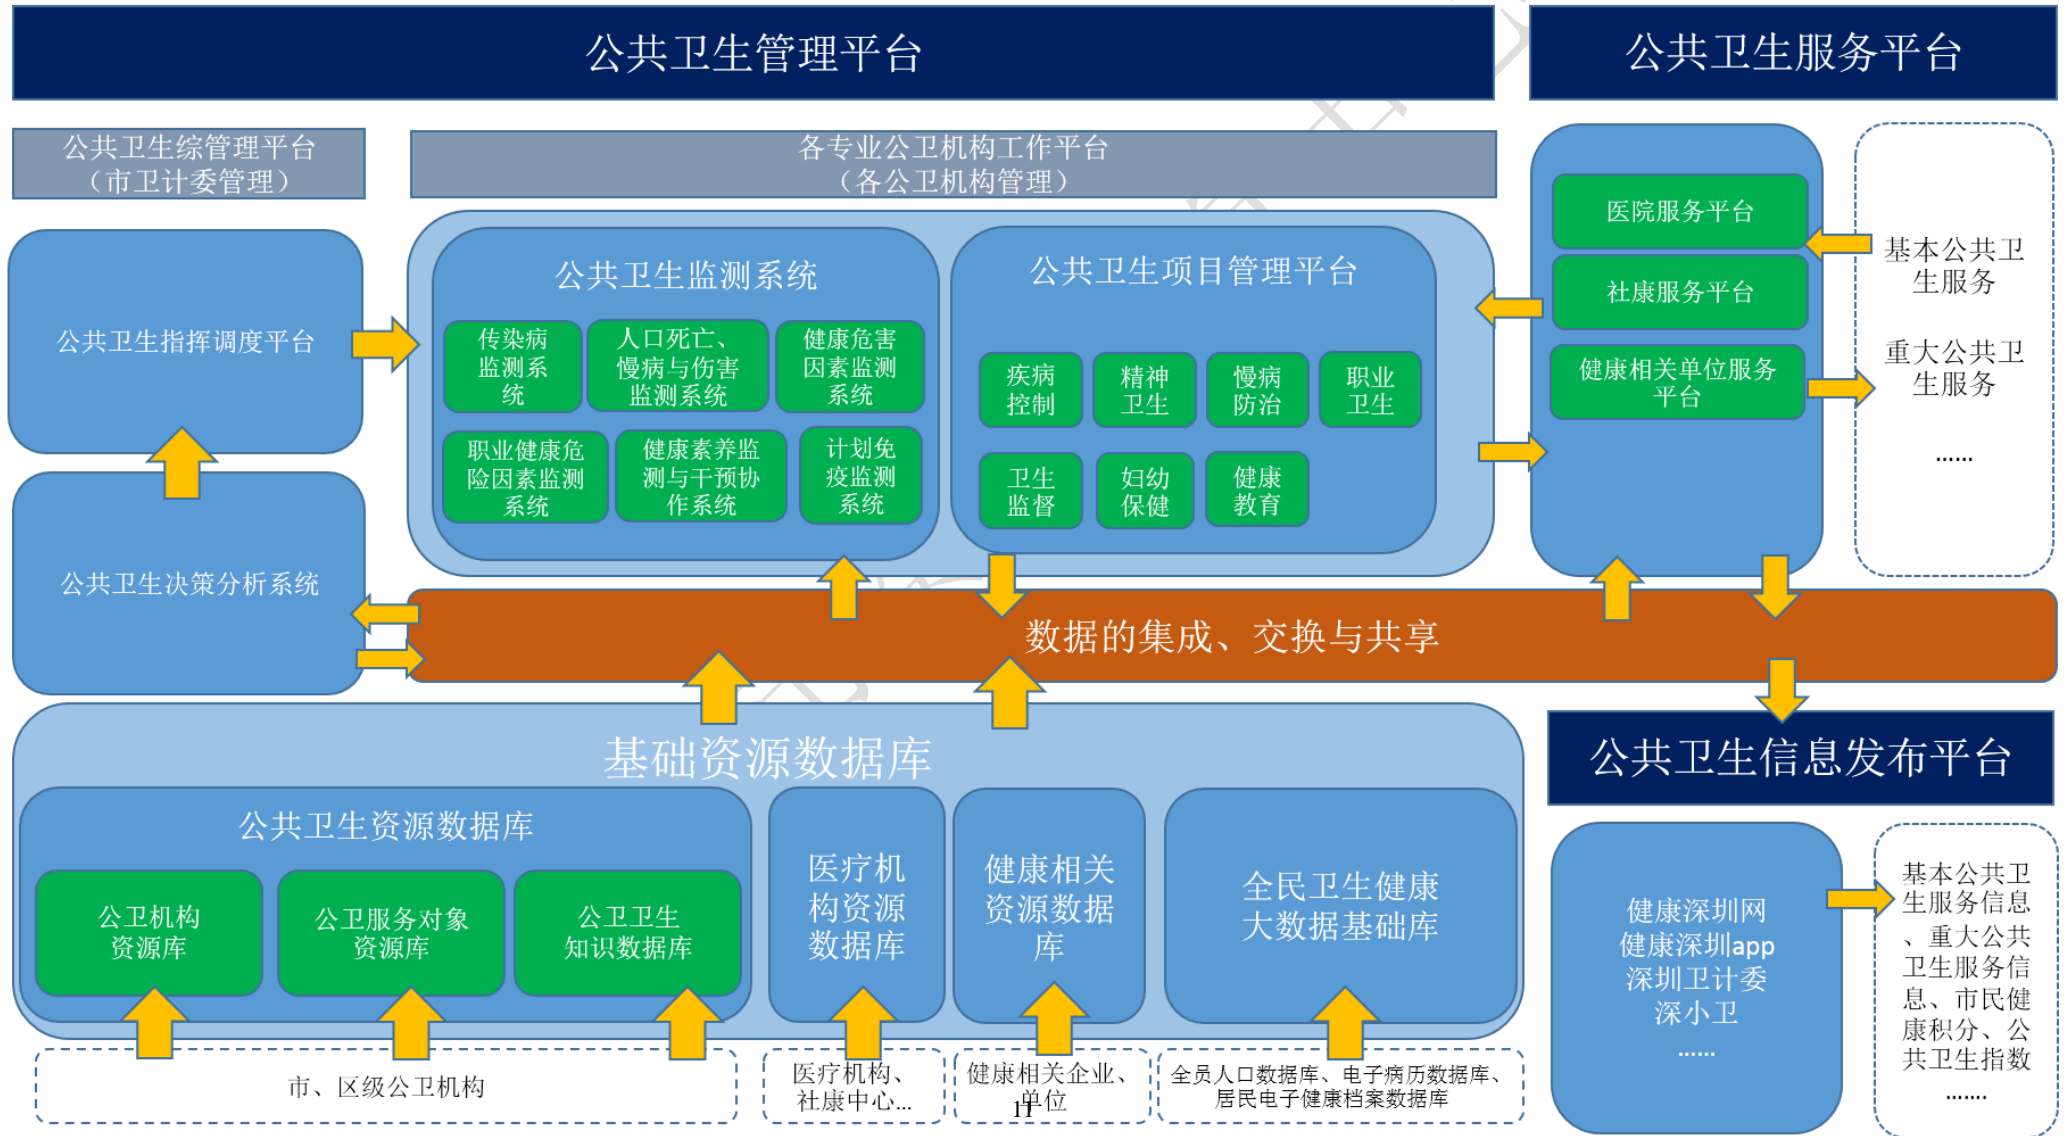 公共卫生管理平台
公共卫生服务平台
公共卫生综管理平台
（市卫计委管理）
各专业公卫机构工作平台
（各公卫机构管理）
公共卫生指挥调度平台
公共卫生决策分析系统
公共卫生监测系统
传染病
监测系
统
人口死亡、
慢病与伤害
监测系统
健康危害
因素监测
系统
职业健康危
险因素监测
系统
健康素养监
测与干预协
作系统
计划免
疫监测
系统
公共卫生项目管理平台
疾病
控制
精神
卫生
慢病
防治
职业
卫生
卫生
监督
妇幼
保健
健康
教育
医院服务平台
社康服务平台
健康相关单位服务
平台
基本公共卫
生服务
重大公共卫
生服务
……
数据的集成、交换与共享
基础资源数据库
公共卫生资源数据库
公卫机构
资源库
公卫服务对象
资源库
公卫卫生
知识数据库
医疗机
构资源
数据库
健康相关
资源数据
库
全民卫生健康
大数据基础库
市、区级公卫机构
医疗机构、
社康中心...
健康相关企业、
单位
全员人口数据库、电子病历数据库、
居民电子健康档案数据库
公共卫生信息发布平台
健康深圳网
健康深圳app
深圳卫计委
深小卫
……
基本公共卫
生服务信息
、重大公共
卫生服务信
息、市民健
康积分、公
共卫生指数
…….
11